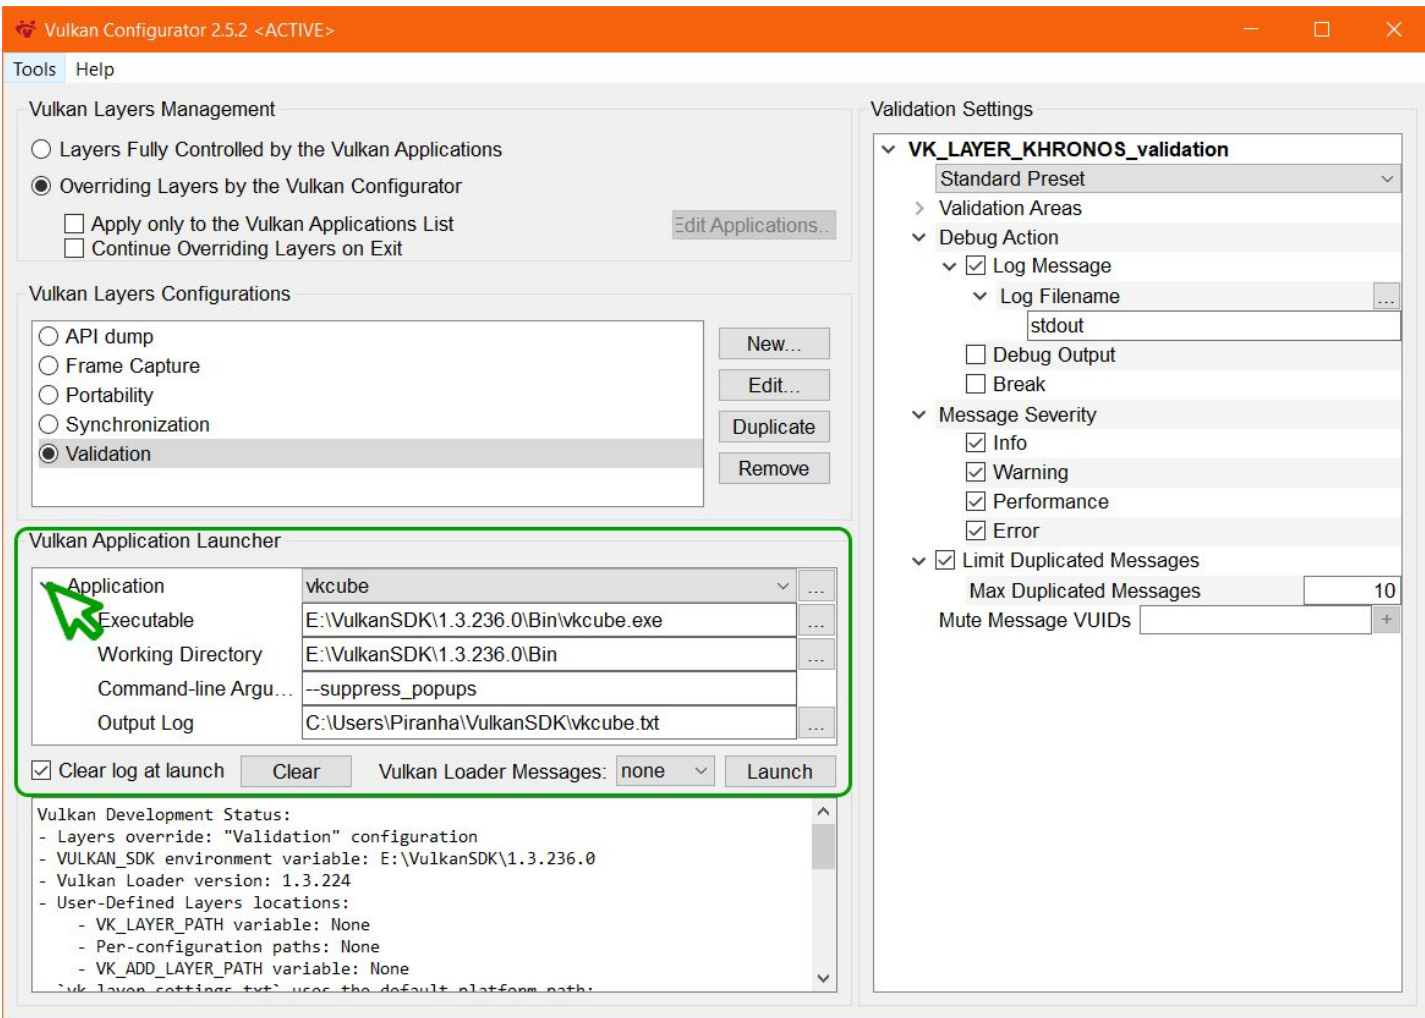 Vulkan Configurator 2.5.2 <ACTIVE>
Tools Help
Vulkan Layers Management
Layers Fully Controlled by the Vulkan Applications
Overriding Layers by the Vulkan Configurator
Apply only to the Vulkan Applications List
Edit Applications..
Continue Overriding Layers on Exit
Vulkan Layers Configurations
API dump
Frame Capture
Portability
Synchronization
Validation
New...
Edit...
Duplicate
Remove
Vulkan Application Launcher
Application vkcube ...
Executable E:\VulkanSDK\1.3.236.0\Bin\vkcube.exe ...
Working Directory E:\VulkanSDK\1.3.236.0\Bin ...
Command-line Argu... --suppress_popups
Output Log C:\Users\Piranha\VulkanSDK\vkcube.txt ...
Clear log at launch Clear Vulkan Loader Messages: none Launch
Vulkan Development Status:
- Layers override: "Validation" configuration
- VULKAN_SDK environment variable: E:\VulkanSDK\1.3.236.0
- Vulkan Loader version: 1.3.224
- User-Defined Layers locations:
- VK_LAYER_PATH variable: None
- Per-configuration paths: None
- VK_ADD_LAYER_PATH variable: None
`vk_layer_settings.txt` uses the default platform path:
Validation Settings
VK_LAYER_KHRONOS_validation
Standard Preset
Validation Areas
Debug Action
Log Message
Log Filename ...
stdout
Debug Output
Break
Message Severity
Info
Warning
Performance
Error
Limit Duplicated Messages
Max Duplicated Messages 10
Mute Message VUIDs +